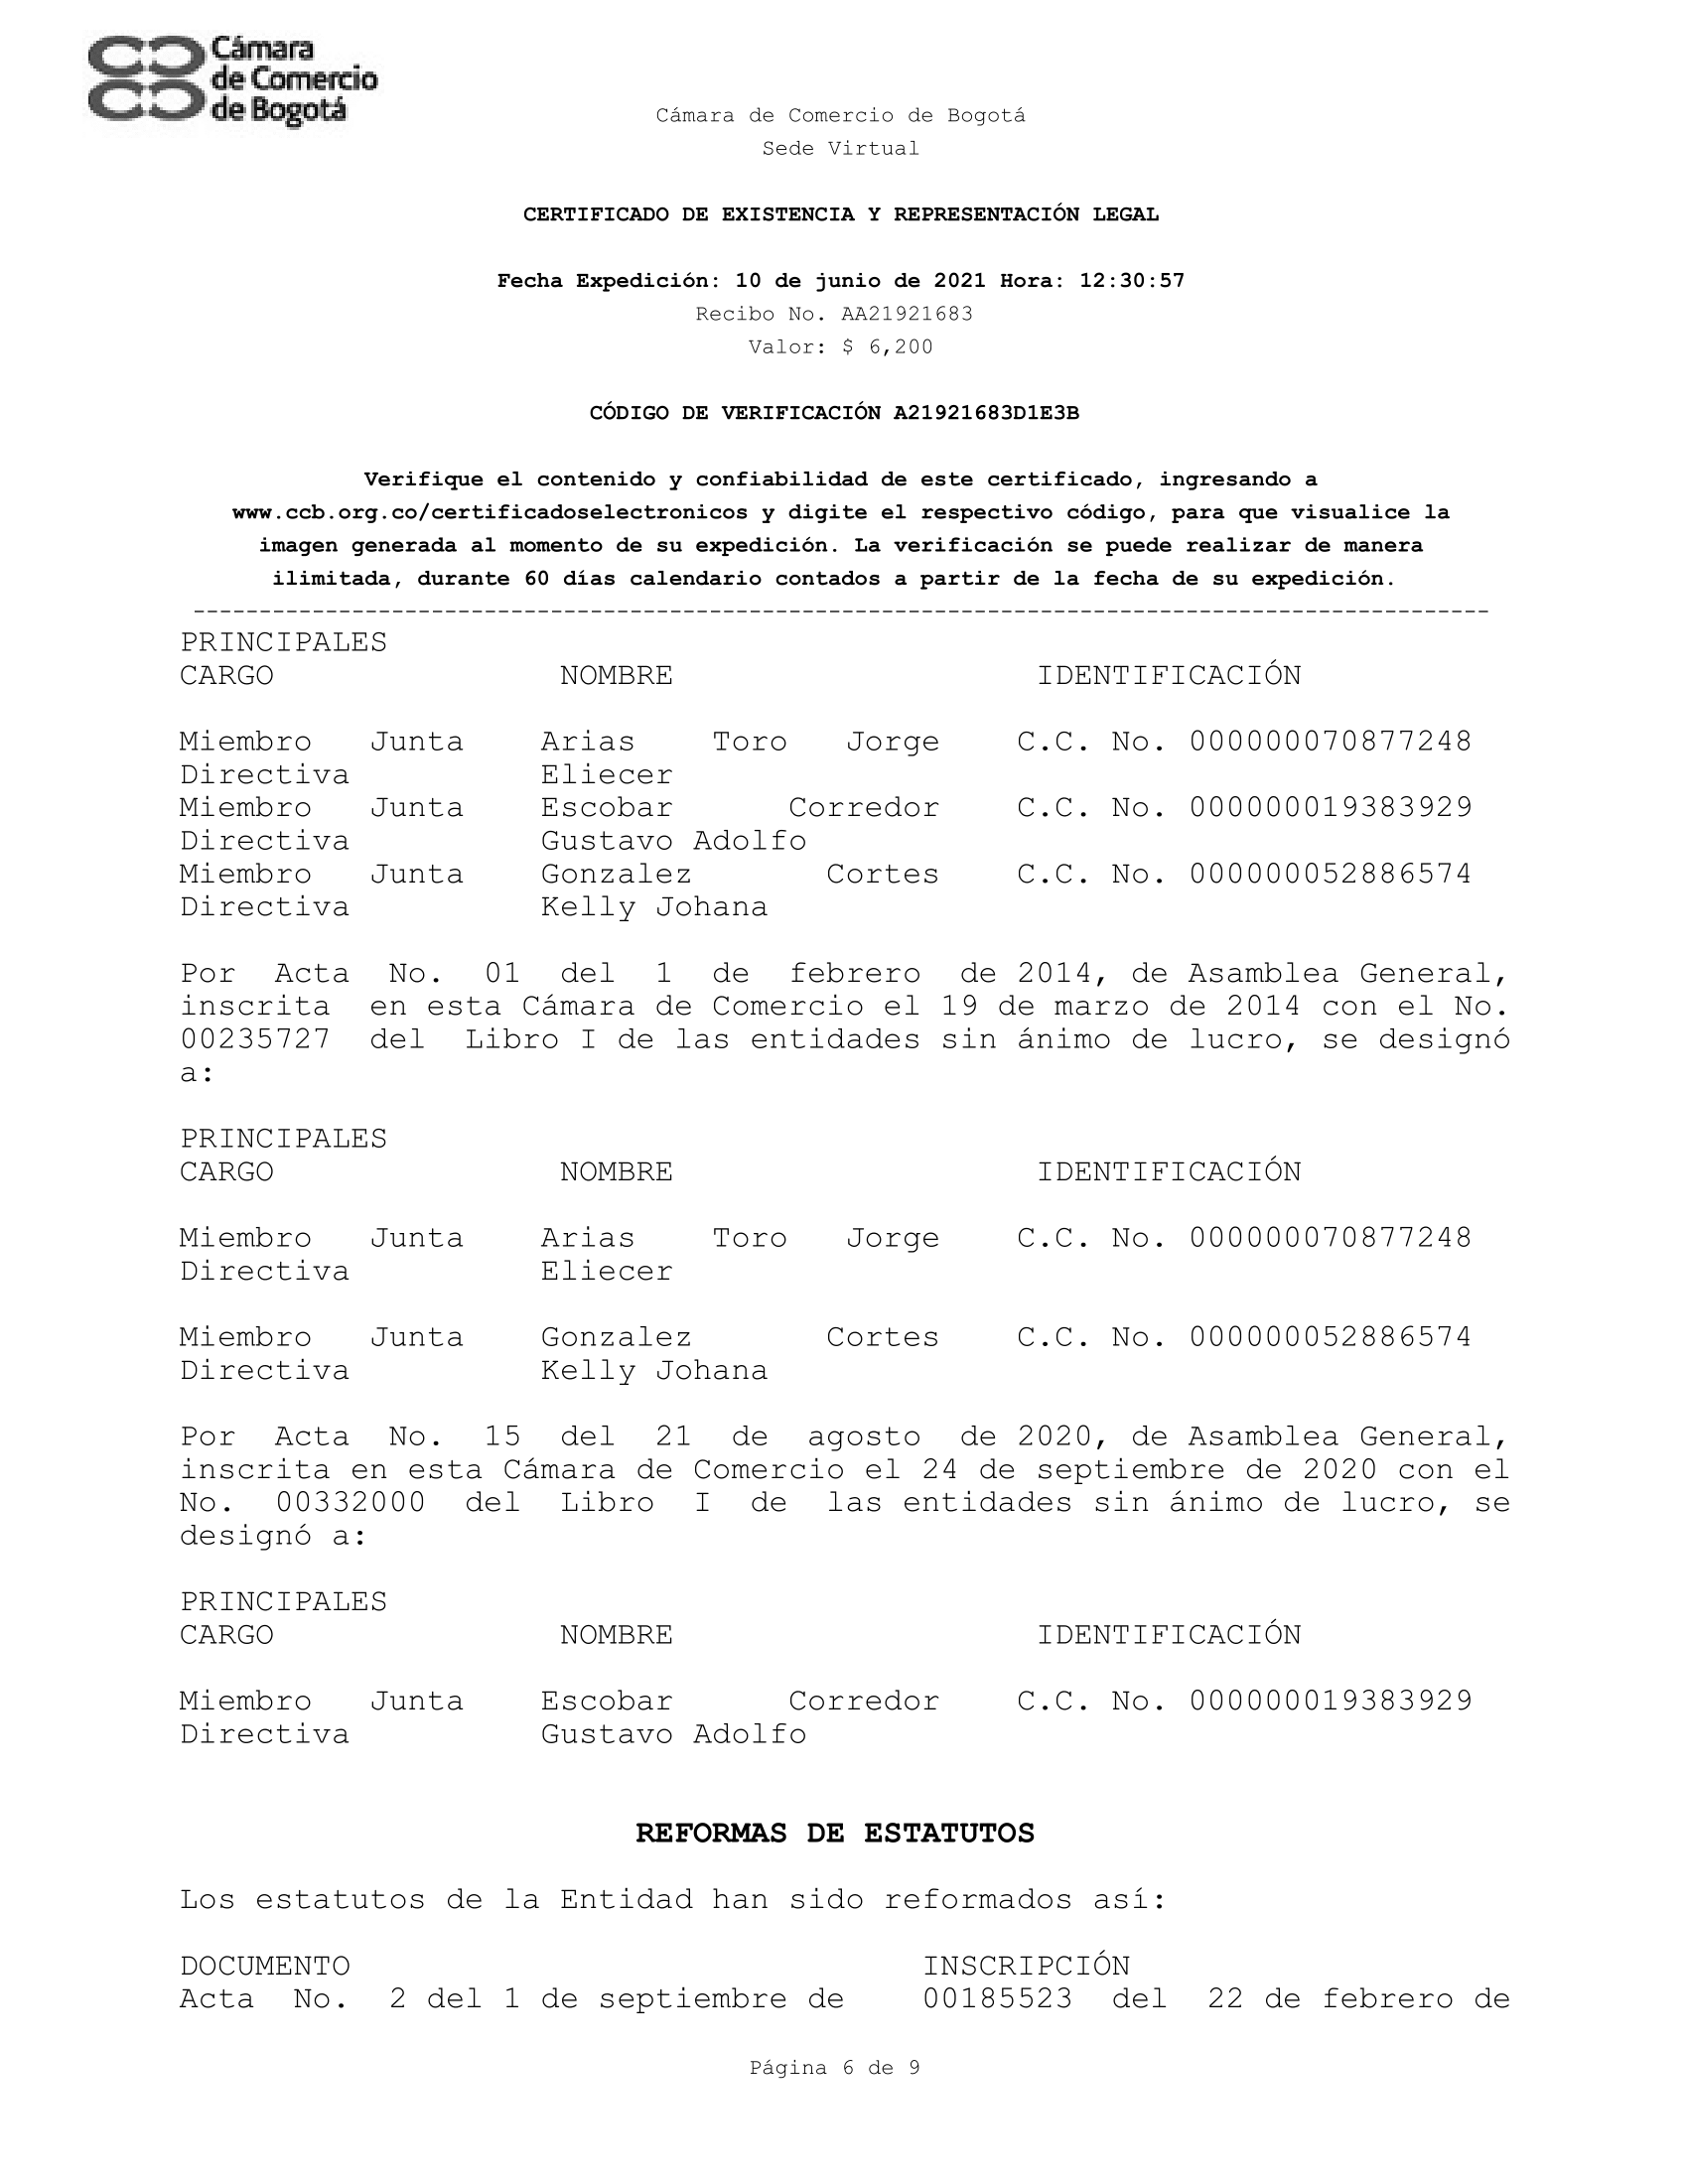 Cámara
de Comercio
de Bogotá
Cámara de Comercio de Bogotá
Sede Virtual
CERTIFICADO DE EXISTENCIA Y REPRESENTACIÓN LEGAL
Fecha Expedición: 10 de junio de 2021 Hora: 12:30:57
Recibo No. AA21921683
Valor: $ 6,200
CÓDIGO DE VERIFICACIÓN A21921683D1E3B
Verifique el contenido y confiabilidad de este certificado, ingresando a
www.ccb.org.co/certificadoselectronicos y digite el respectivo código, para que visualice la
imagen generada al momento de su expedición. La verificación se puede realizar de manera
ilimitada, durante 60 días calendario contados a partir de la fecha de su expedición.
--------------------------------------------------------------------------------------------------
PRINCIPALES
CARGO NOMBRE IDENTIFICACIÓN
Miembro Junta Arias Toro Jorge C.C. No. 000000070877248
Directiva Eliecer
Miembro Junta Escobar Corredor C.C. No. 000000019383929
Directiva Gustavo Adolfo
Miembro Junta Gonzalez Cortes C.C. No. 000000052886574
Directiva Kelly Johana
Por Acta No. 01 del 1 de febrero de 2014, de Asamblea General,
inscrita en esta Cámara de Comercio el 19 de marzo de 2014 con el No.
00235727 del Libro I de las entidades sin ánimo de lucro, se designó
a:
PRINCIPALES
CARGO NOMBRE IDENTIFICACIÓN
Miembro Junta Arias Toro Jorge C.C. No. 000000070877248
Directiva Eliecer
Miembro Junta Gonzalez Cortes C.C. No. 000000052886574
Directiva Kelly Johana
Por Acta No. 15 del 21 de agosto de 2020, de Asamblea General,
inscrita en esta Cámara de Comercio el 24 de septiembre de 2020 con el
No. 00332000 del Libro I de las entidades sin ánimo de lucro, se
designó a:
PRINCIPALES
CARGO NOMBRE IDENTIFICACIÓN
Miembro Junta Escobar Corredor C.C. No. 000000019383929
Directiva Gustavo Adolfo
REFORMAS DE ESTATUTOS
Los estatutos de la Entidad han sido reformados así:
DOCUMENTO INSCRIPCIÓN
Acta No. 2 del 1 de septiembre de 00185523 del 22 de febrero de
Página 6 de 9